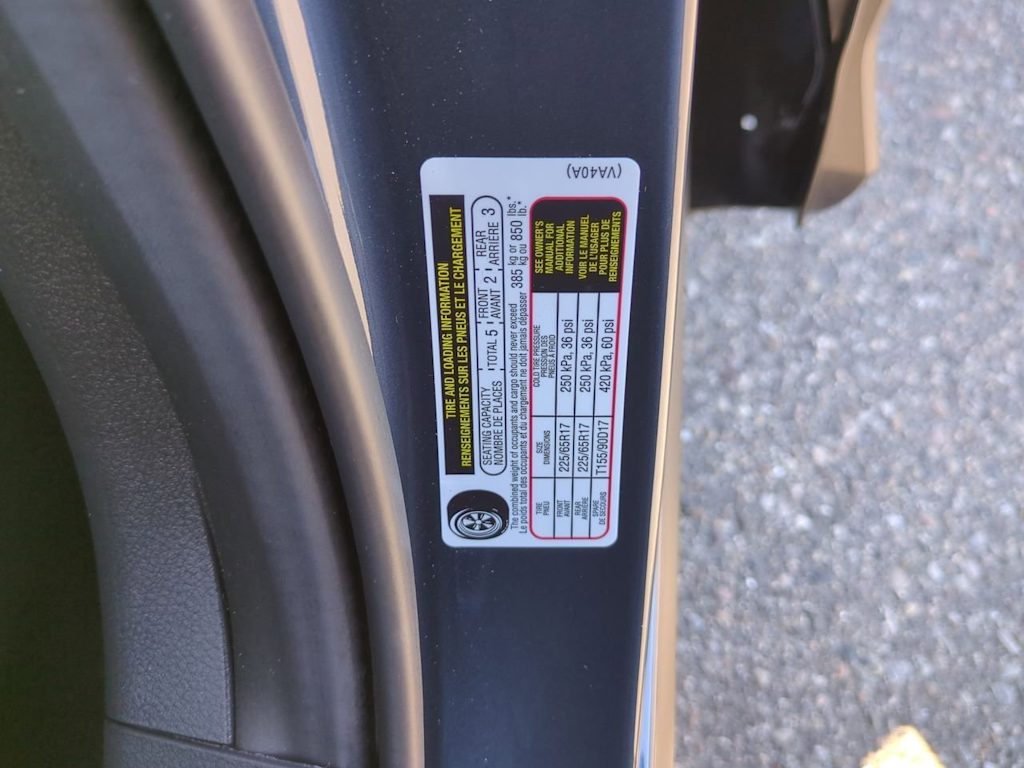 TIRE AND LOADING INFORMATION
RENSEIGNEMENTS SUR LES PNEUS ET LE CHARGEMENT
SEATING CAPACITY
NOMBRE DE PLACES
TOTAL 5
FRONT
AVANT 2
REAR
ARRIÈRE 3
The combined weight of occupants and cargo should never exceed
Le poids total des occupants et du chargement ne doit jamais dépasser
385 kg or 850 lbs.*
kg ou lb.*
TIRE
PNEU
SIZE
DIMENSIONS
COLD TIRE PRESSURE
PRESSION DES
PNEUS À FROID
SEE OWNER'S
MANUAL FOR
ADDITIONAL
INFORMATION
VOIR LE MANUEL
DE L'USAGER
POUR PLUS DE
RENSEIGNEMENTS
FRONT
AVANT
225/65R17
250 kPa, 36 psi
REAR
ARRIÈRE
225/65R17
250 kPa, 36 psi
SPARE
DE SECOURS
T155/90D17
420 kPa, 60 psi
(VA40A)